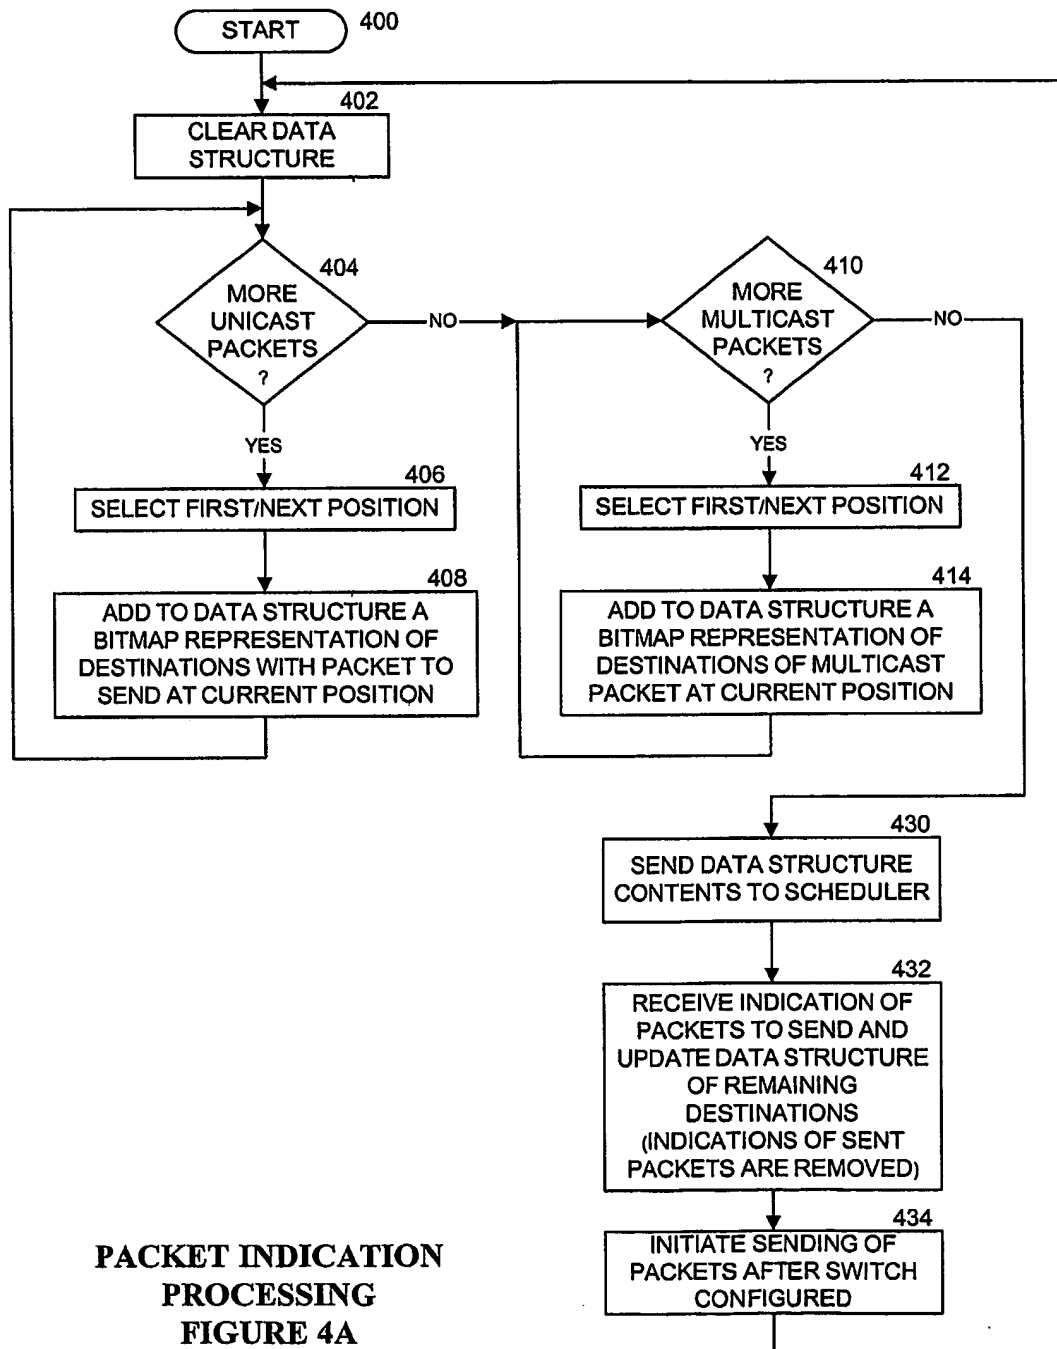 START
400
402
CLEAR DATA
STRUCTURE
404
MORE
UNICAST
PACKETS
?
NO
YES
406
SELECT FIRST/NEXT POSITION
408
ADD TO DATA STRUCTURE A
BITMAP REPRESENTATION OF
DESTINATIONS WITH PACKET TO
SEND AT CURRENT POSITION
410
MORE
MULTICAST
PACKETS
?
NO
YES
412
SELECT FIRST/NEXT POSITION
414
ADD TO DATA STRUCTURE A
BITMAP REPRESENTATION OF
DESTINATIONS OF MULTICAST
PACKET AT CURRENT POSITION
430
SEND DATA STRUCTURE
CONTENTS TO SCHEDULER
432
RECEIVE INDICATION OF
PACKETS TO SEND AND
UPDATE DATA STRUCTURE
OF REMAINING
DESTINATIONS
(INDICATIONS OF SENT
PACKETS ARE REMOVED)
434
INITIATE SENDING OF
PACKETS AFTER SWITCH
CONFIGURED
PACKET INDICATION
PROCESSING
FIGURE 4A